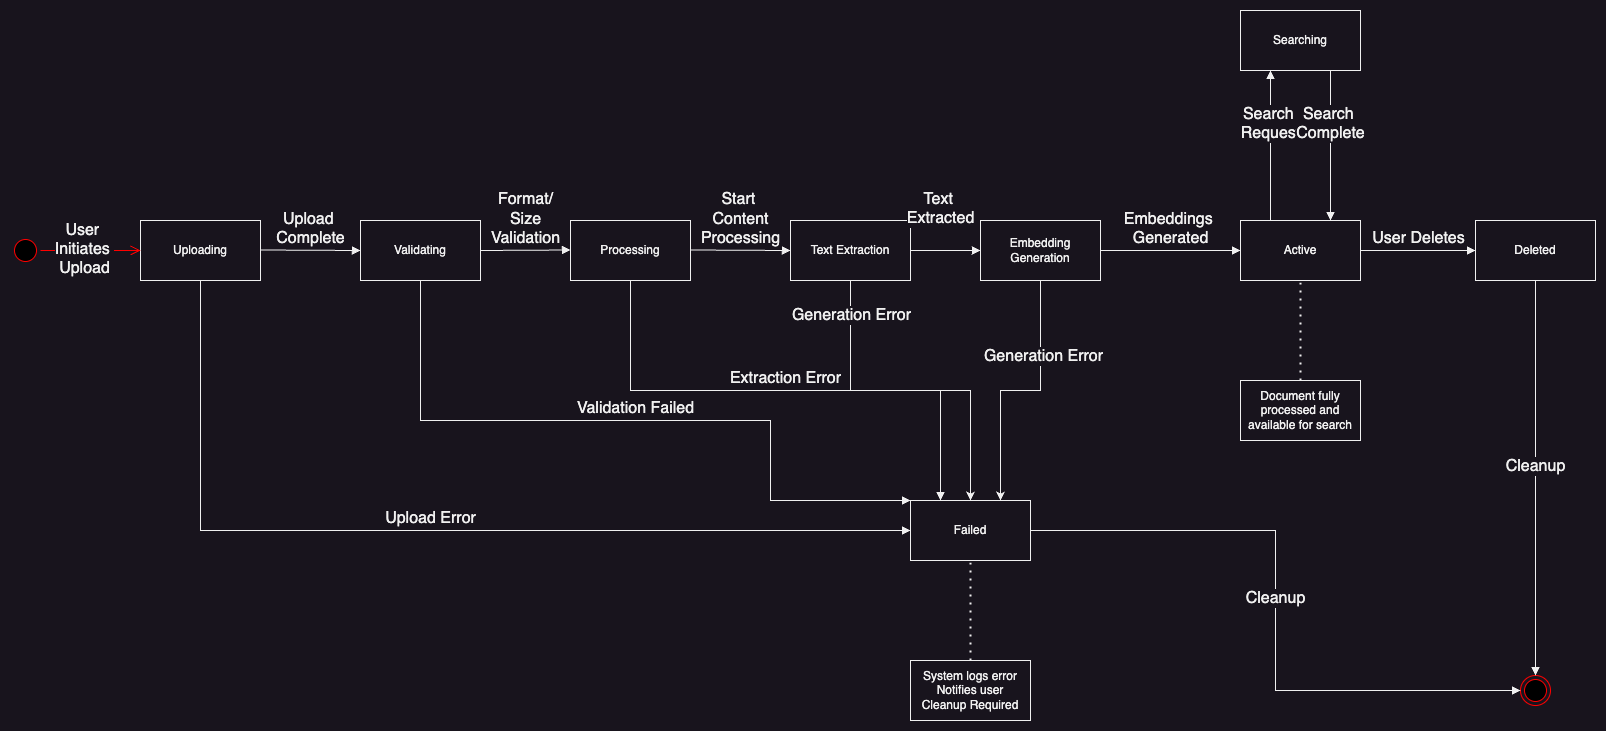 Searching
Search
Reques
Search
Complete
User
Initiates
Upload
Uploading
Upload
Complete
Validating
Format/
Size
Validation
Processing
Start
Content
Processing
Text Extraction
Text
Extracted
Embedding
Generation
Embeddings
Generated
Active
User Deletes
Deleted
Generation Error
Generation Error
Extraction Error
Validation Failed
Document fully
processed and
available for search
Cleanup
Upload Error
Failed
Cleanup
System logs error
Notifies user
Cleanup Required